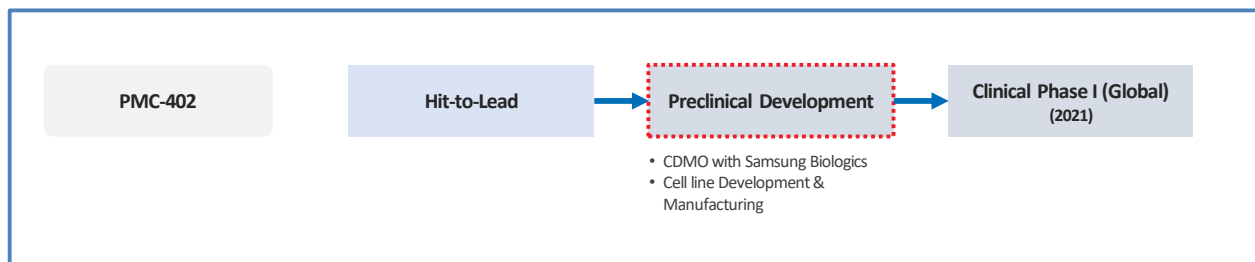 PMC-402
Hit-to-Lead
Preclinical Development
Clinical Phase I (Global)
(2021)
• CDMO with Samsung Biologics
• Cell line Development &
Manufacturing